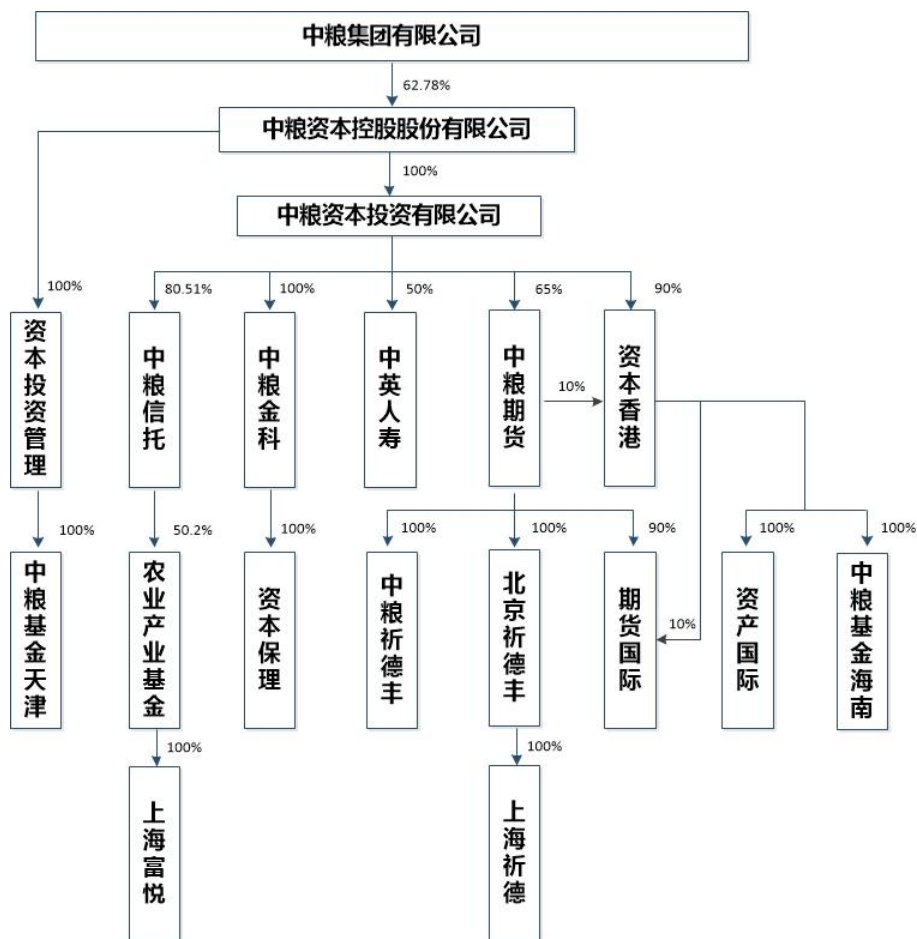 中粮集团有限公司
62.78%
中粮资本控股股份有限公司
100%
中粮资本投资有限公司
100%
80.51%
100%
50%
65%
90%
资本投资管理
中粮信托
中粮金科
中英人寿
中粮期货
10%
资本香港
100%
50.2%
100%
100%
100%
90%
100%
100%
中粮基金天津
农业产业基金
资本保理
中粮祈德丰
北京祈德丰
期货国际
10%
资产国际
中粮基金海南
100%
100%
上海富悦
上海祈德